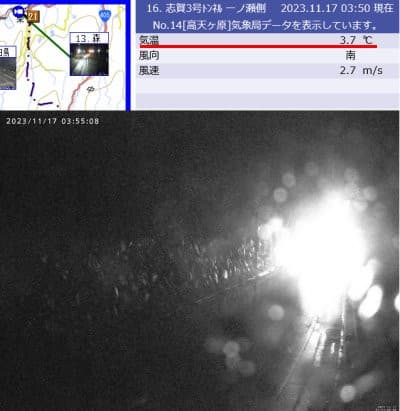 16. 志賀3号ﾄﾝﾈﾙ 一ノ瀬側 2023.11.17 03:50 現在
No.14[高天ヶ原]気象局データを表示しています。
気温 3.7 ℃
風向 南
風速 2.7 m/s
21
13. 森
2023/11/17 03:55:08